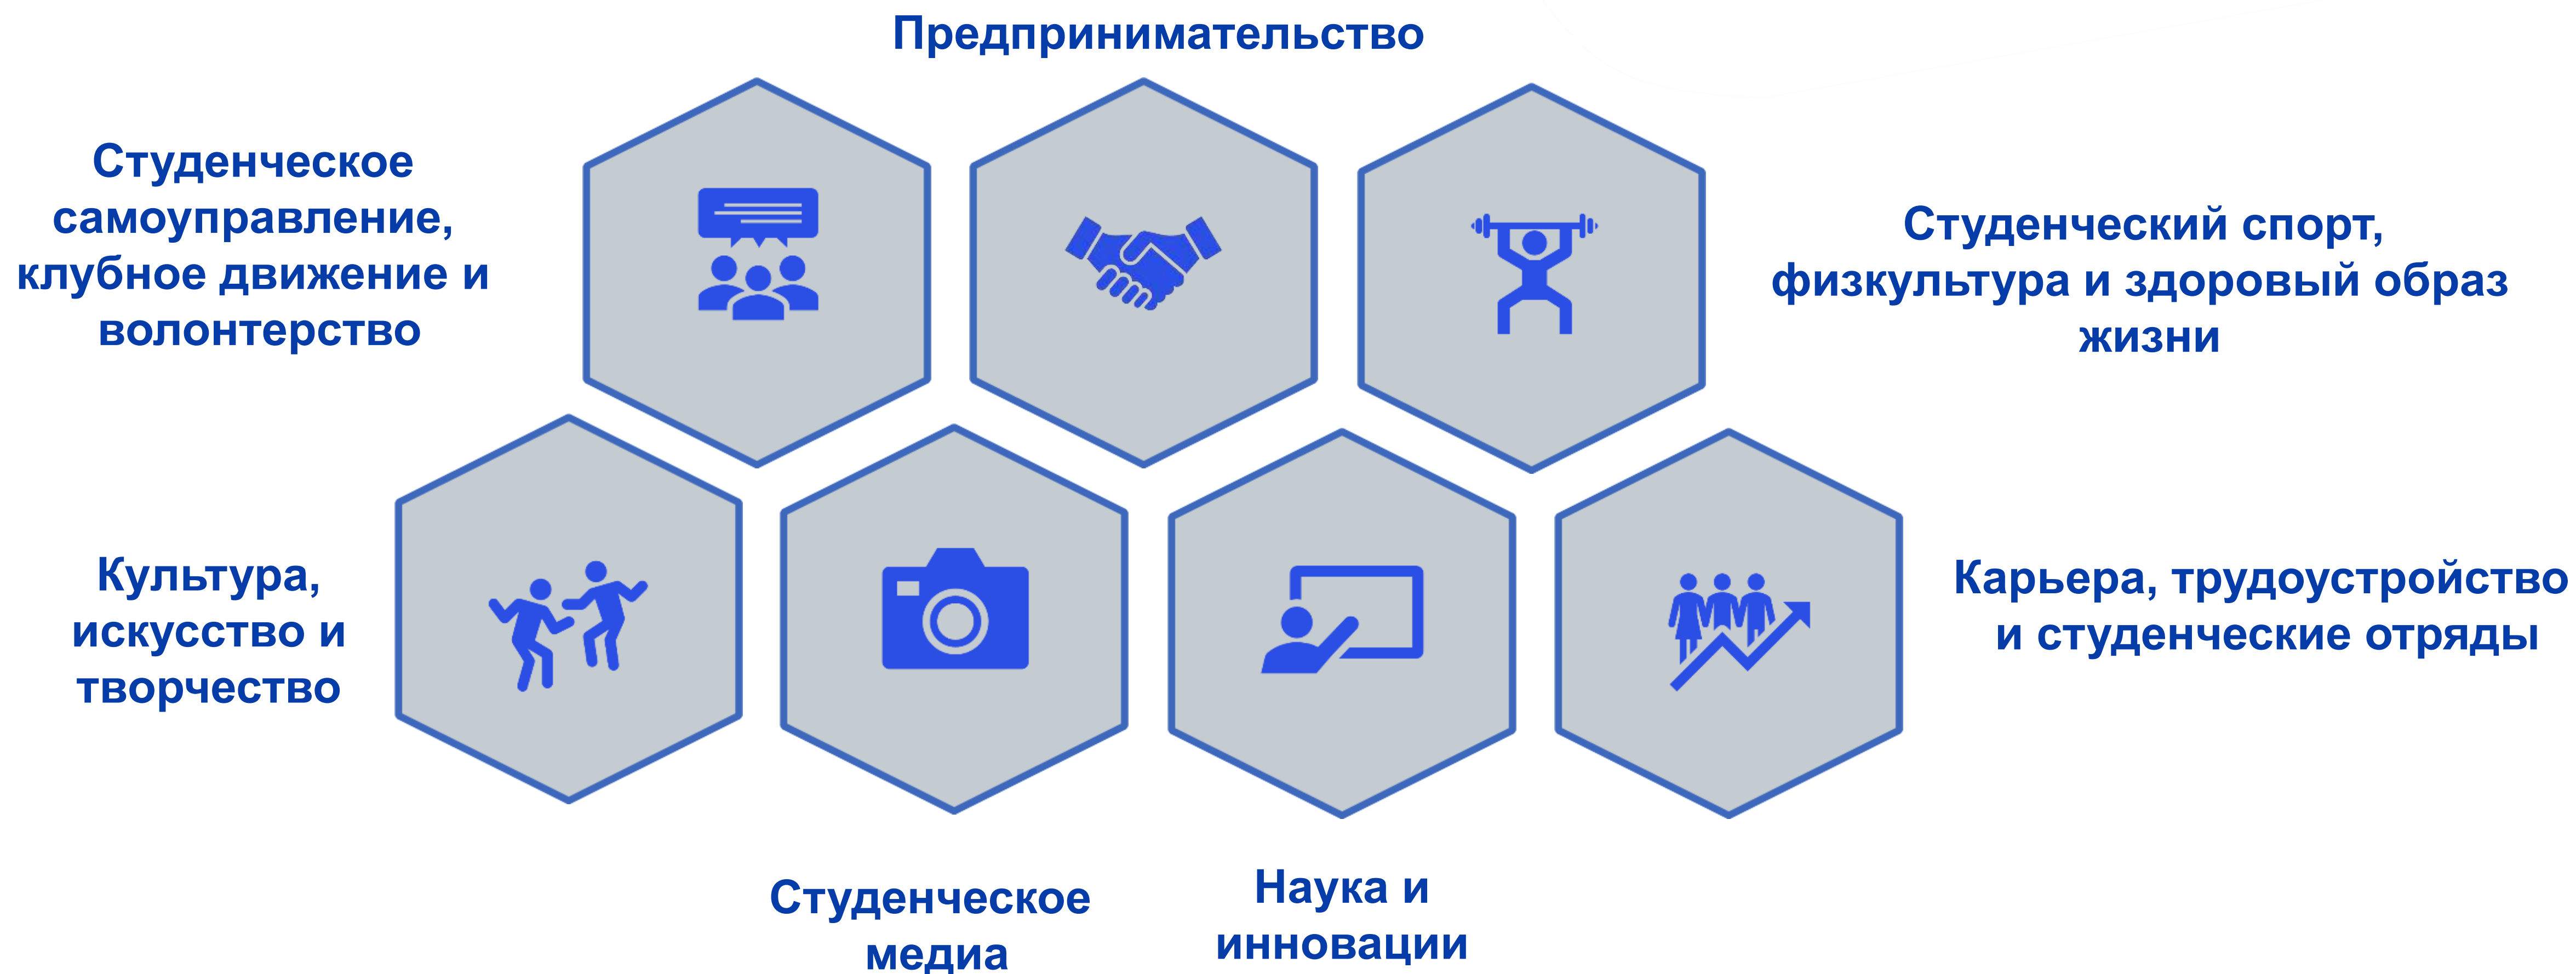 Предпринимательство
Студенческое
самоуправление,
клубное движение и
волонтерство
Студенческий спорт,
физкультура и здоровый образ
жизни
Культура,
искусство и
творчество
Карьера, трудоустройство
и студенческие отряды
Студенческое
медиа
Наука и
инновации